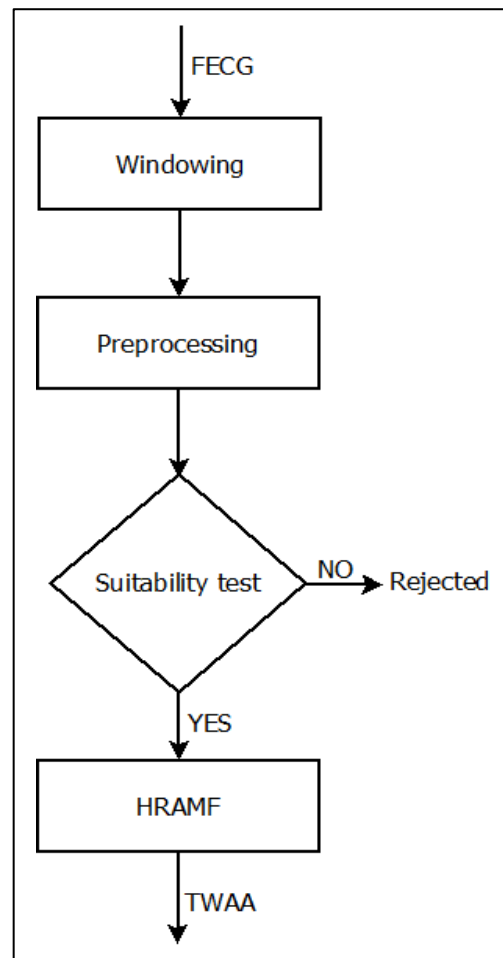 FECG
Windowing
Preprocessing
Suitability test
NO
Rejected
YES
HRAMF
TWAA